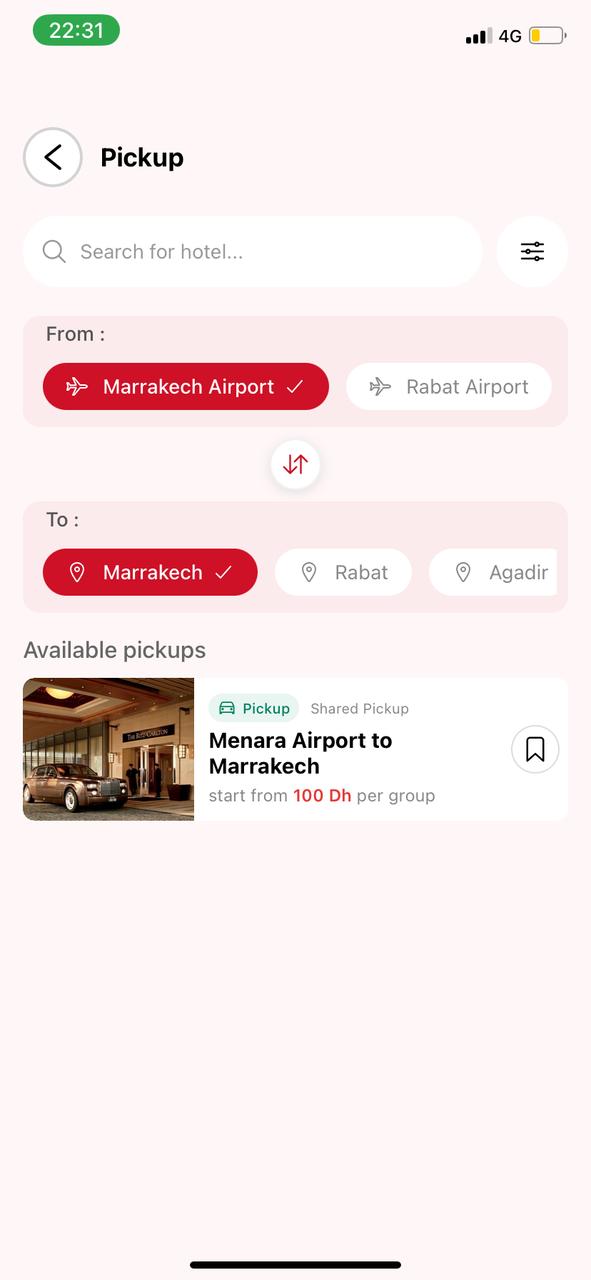 22:31
4G
Pickup
Search for hotel...
From :
Marrakech Airport
Rabat Airport
To :
Marrakech
Rabat
Agadir
Available pickups
THE RITZ-CARLTON
Pickup
Shared Pickup
Menara Airport to
Marrakech
start from 100 Dh per group